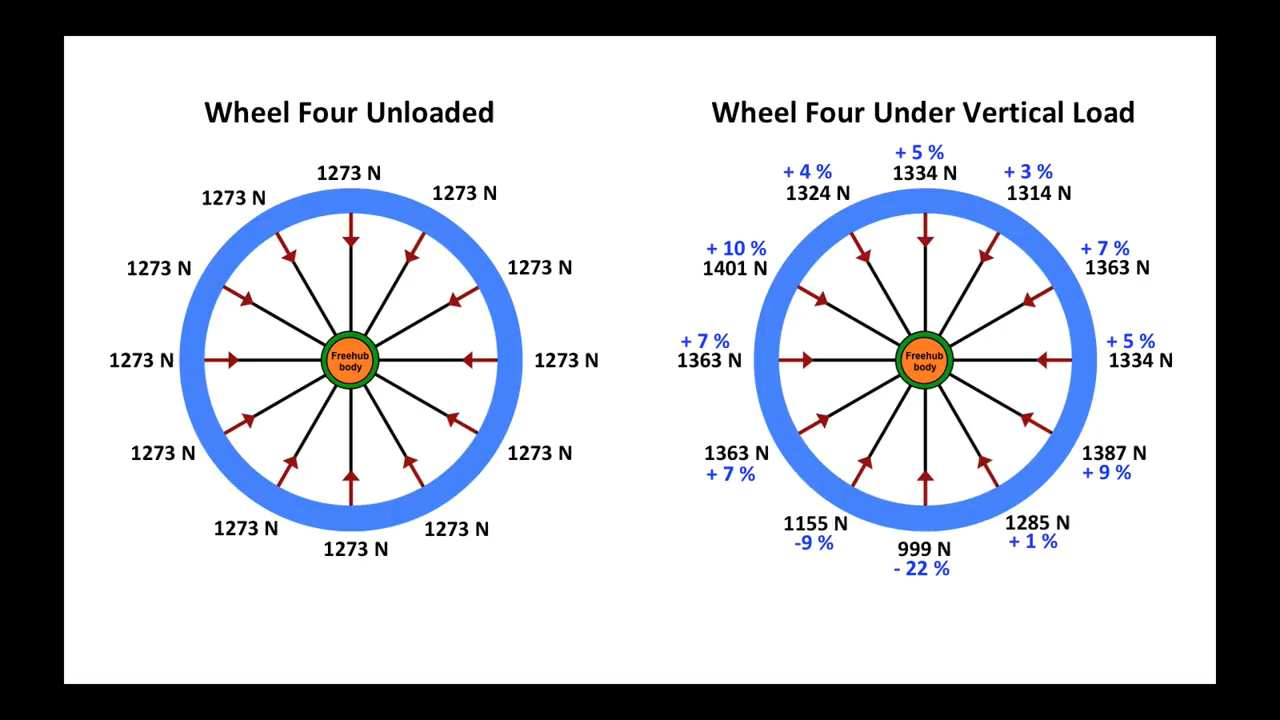 Wheel Four Unloaded
1273 N
1273 N
1273 N
1273 N
1273 N
1273 N
1273 N
Freehub
body
1273 N
1273 N
1273 N
1273 N
1273 N
Wheel Four Under Vertical Load
+ 5 %
1334 N
+ 4 %
1324 N
+ 3 %
1314 N
+ 10 %
1401 N
+ 7 %
1363 N
+ 7 %
1363 N
Freehub
body
+ 5 %
1334 N
1363 N
+ 7 %
1387 N
+ 9 %
1155 N
-9 %
1285 N
+ 1 %
999 N
- 22 %